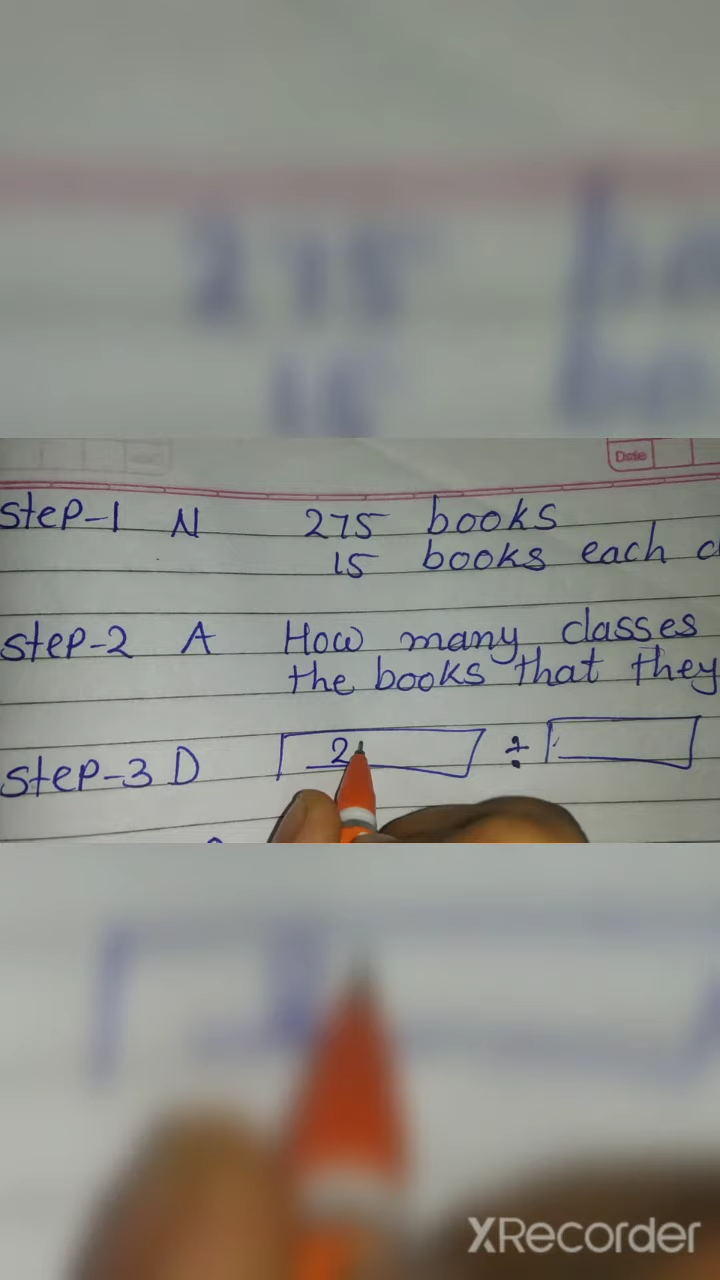 Date
Step-1 N 275 books
15 books each
Step-2 A How many classes
the books that they
Step-3 D 2 ÷
XRecorder